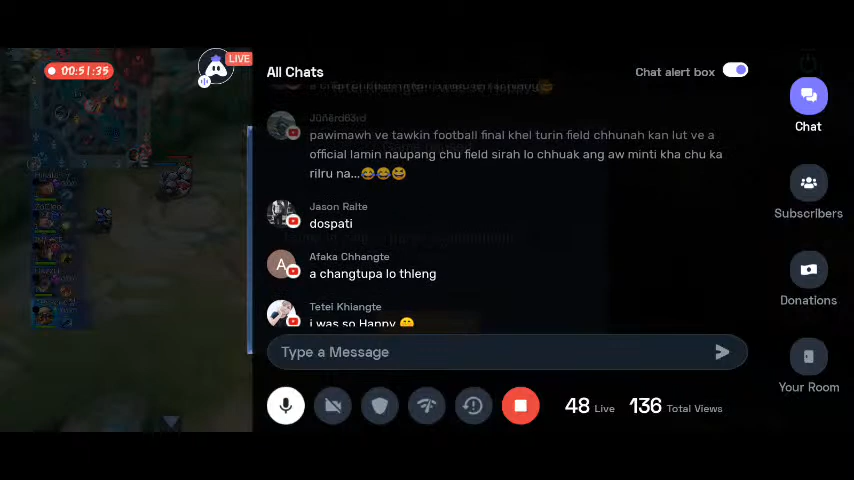 00:51:35
LIVE
All Chats
Chat alert box
Chat
Junerd63rd
pawimawh ve tawkin football final khel turin field chhunah kan lut ve a
official lamin naupang chu field sirah lo chhuak ang aw minti kha chu ka
rilru na...😂😂😆
Jason Ralte
dospati
Subscribers
A
Afaka Chhangte
a changtupa lo thleng
Donations
Tetei Khiangte
i was so Happy 🤭
Type a Message
Your Room
48 Live 136 Total Views